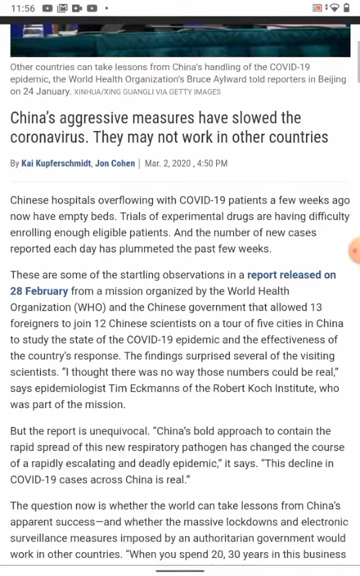 11:56
Other countries can take lessons from China's handling of the COVID-19
epidemic, the World Health Organization's Bruce Aylward told reporters in Beijing
on 24 January. XINHUA/XING GUANGLI VIA GETTY IMAGES
China's aggressive measures have slowed the
coronavirus. They may not work in other countries
By Kai Kupferschmidt, Jon Cohen | Mar. 2, 2020 , 4:50 PM
Chinese hospitals overflowing with COVID-19 patients a few weeks ago
now have empty beds. Trials of experimental drugs are having difficulty
enrolling enough eligible patients. And the number of new cases
reported each day has plummeted the past few weeks.
These are some of the startling observations in a report released on
28 February from a mission organized by the World Health
Organization (WHO) and the Chinese government that allowed 13
foreigners to join 12 Chinese scientists on a tour of five cities in China
to study the state of the COVID-19 epidemic and the effectiveness of
the country's response. The findings surprised several of the visiting
scientists. “I thought there was no way those numbers could be real,”
says epidemiologist Tim Eckmanns of the Robert Koch Institute, who
was part of the mission.
But the report is unequivocal. “China's bold approach to contain the
rapid spread of this new respiratory pathogen has changed the course
of a rapidly escalating and deadly epidemic,” it says. “This decline in
COVID-19 cases across China is real.”
The question now is whether the world can take lessons from China's
apparent success—and whether the massive lockdowns and electronic
surveillance measures imposed by an authoritarian government would
work in other countries. “When you spend 20, 30 years in this business